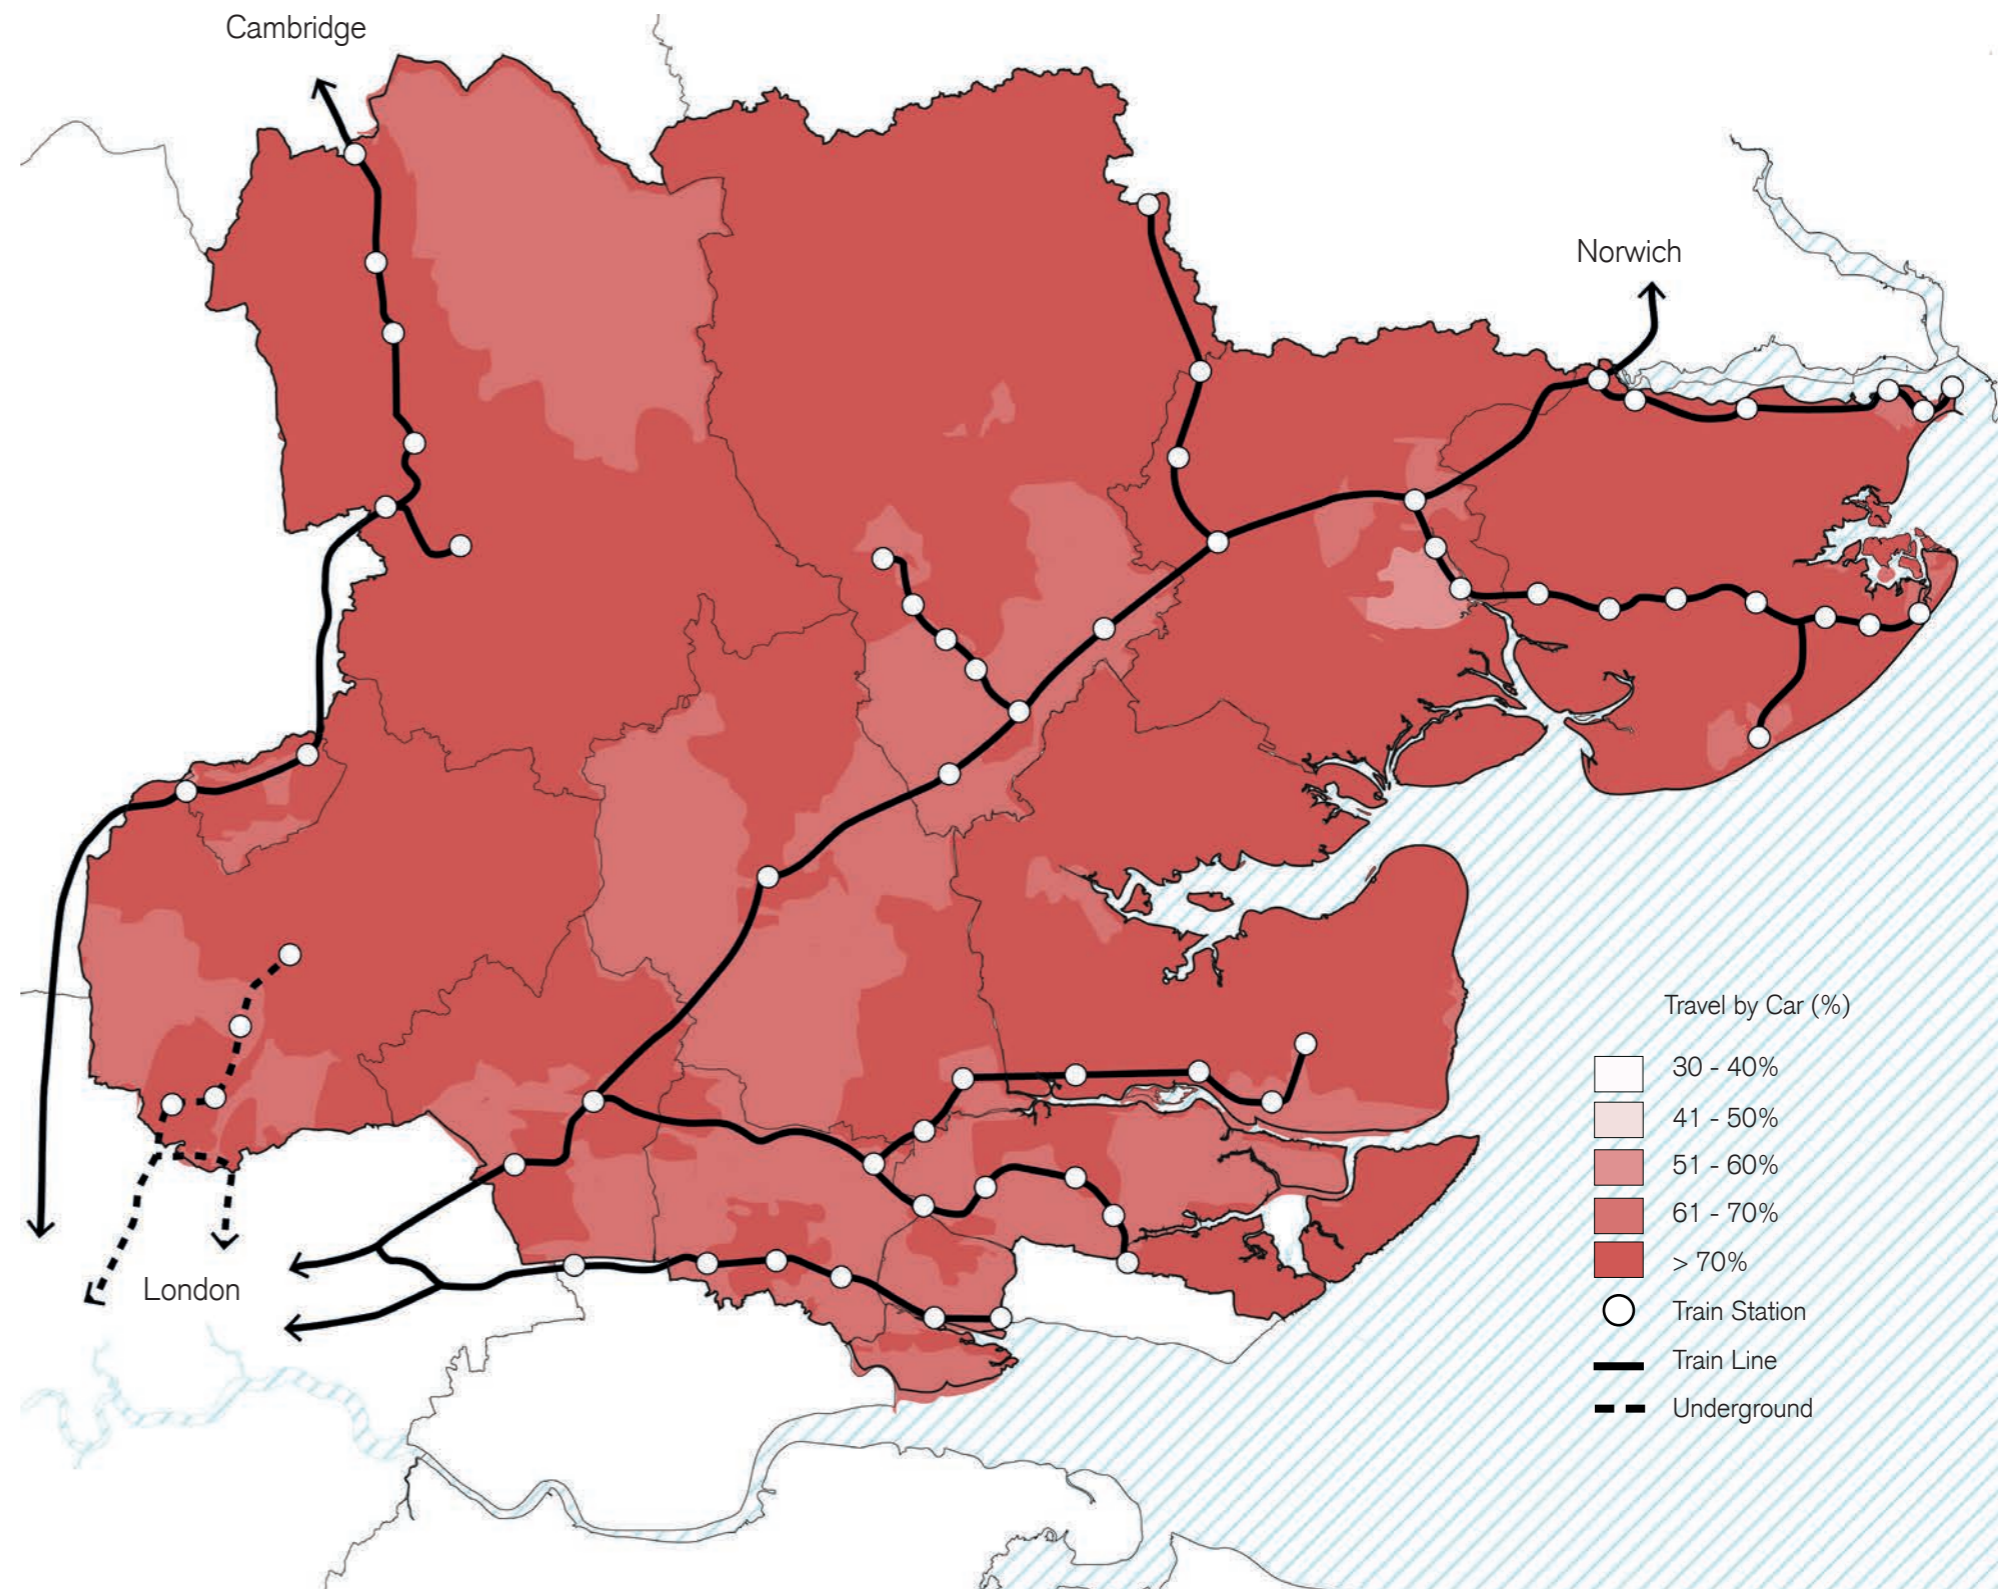 Cambridge
Norwich
London
Travel by Car (%)
30 - 40%
41 - 50%
51 - 60%
61 - 70%
> 70%
Train Station
Train Line
Underground